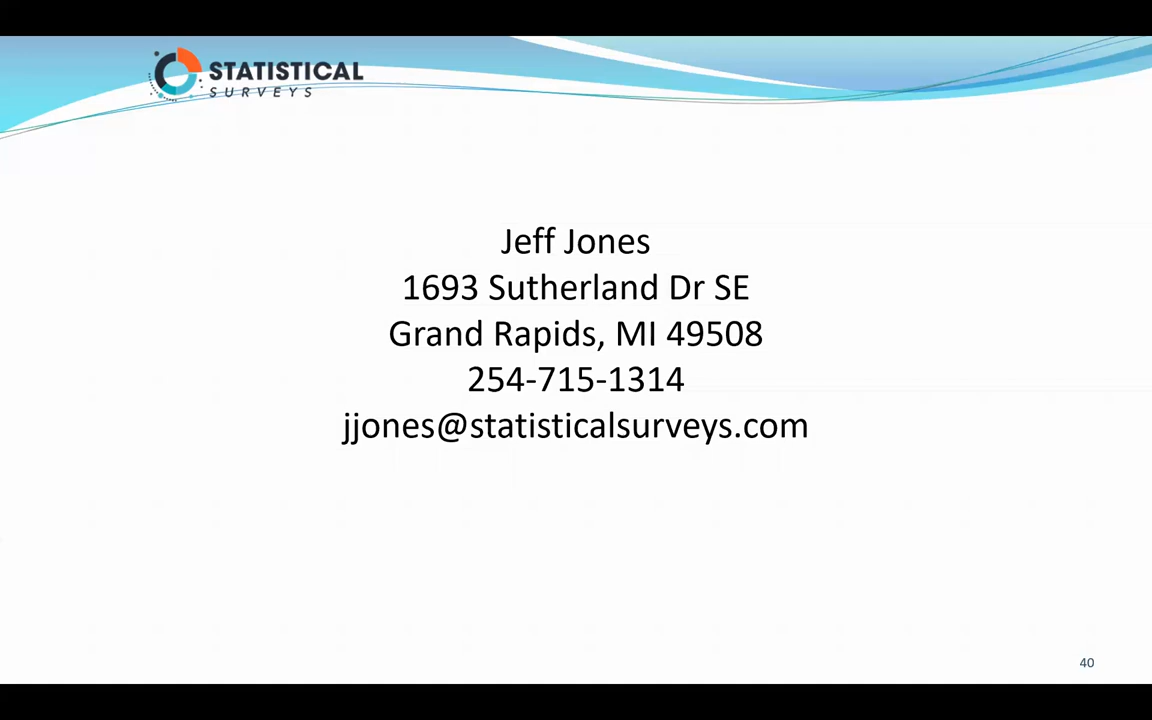 STATISTICAL
SURVEYS
Jeff Jones
1693 Sutherland Dr SE
Grand Rapids, MI 49508
254-715-1314
jjones@statisticalsurveys.com
40